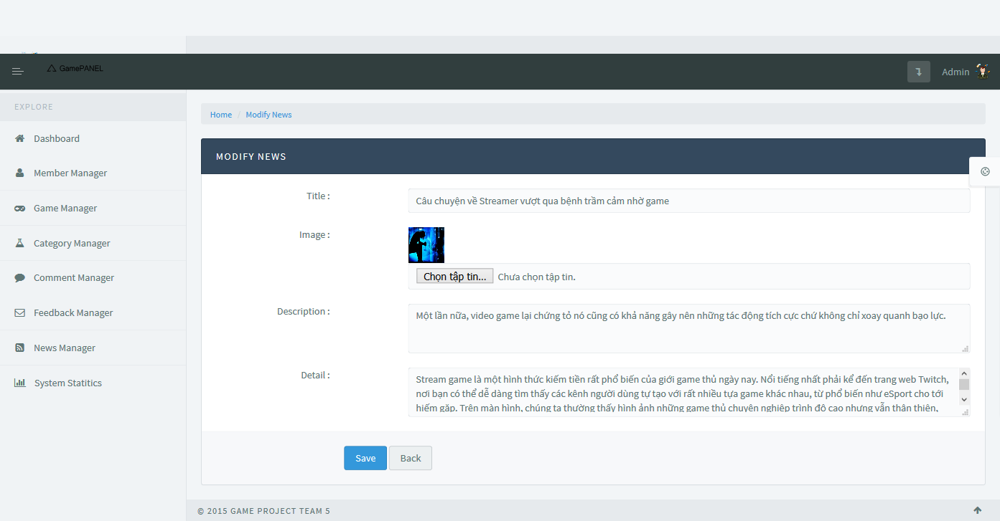 GamePANEL
Admin
EXPLORE
Dashboard
Member Manager
Game Manager
Category Manager
Comment Manager
Feedback Manager
News Manager
System Statitics
Home / Modify News
MODIFY NEWS
Title :
Câu chuyện về Streamer vượt qua bệnh trầm cảm nhờ game
Image :
Chọn tập tin... Chưa chọn tập tin.
Description :
Một lần nữa, video game lại chứng tỏ nó cũng có khả năng gây nên những tác động tích cực chứ không chỉ xoay quanh bạo lực.
Detail :
Stream game là một hình thức kiếm tiền rất phổ biến của giới game thủ ngày nay. Nổi tiếng nhất phải kể đến trang web Twitch,
nơi bạn có thể dễ dàng tìm thấy các kênh người dùng tự tạo với rất nhiều tựa game khác nhau, từ phổ biến như eSport cho tới
hiếm gặp. Trên màn hình, chúng ta thường thấy hình ảnh những game thủ chuyên nghiệp trình độ cao nhưng vẫn thân thiện,
Save Back
© 2015 GAME PROJECT TEAM 5